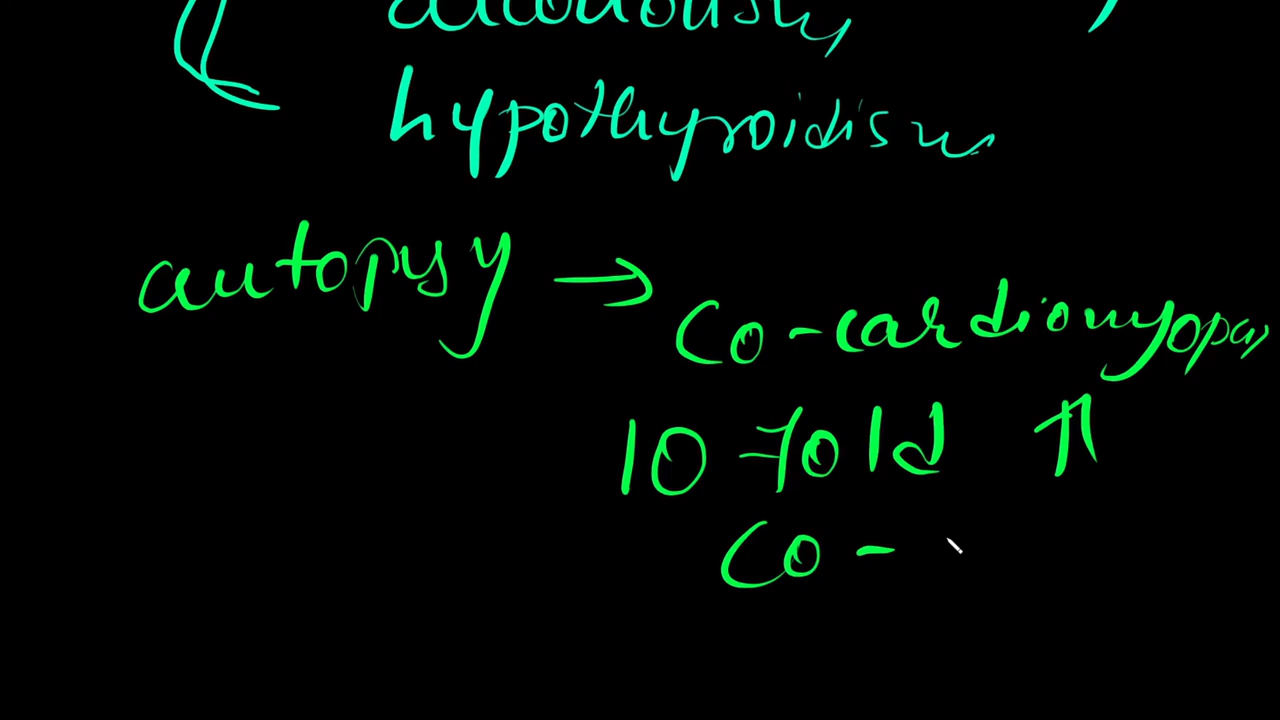 hypothyroidism
autopsy →
Co-cardiomyopa
10 fold ↑
Co -